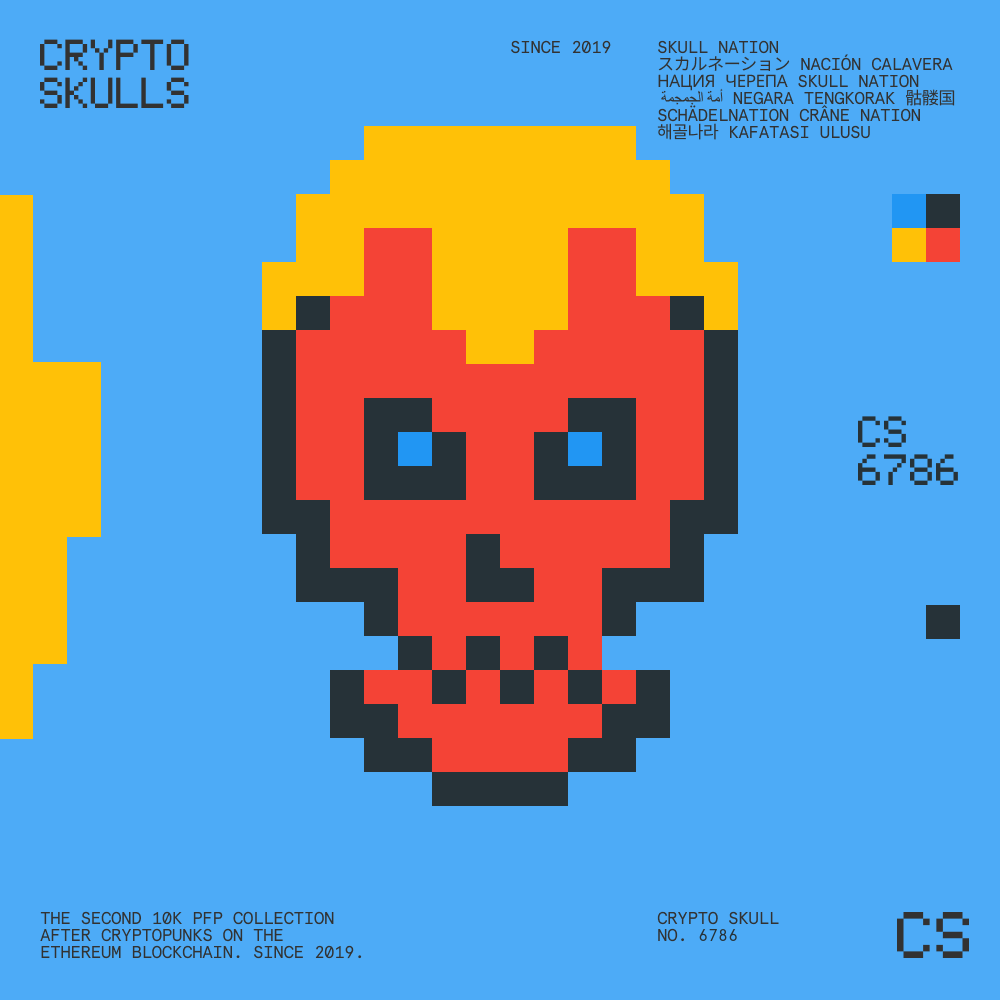 CRYPTO
SKULLS
SINCE 2019
SKULL NATION
スカルネーション NACIÓN CALAVERA
НАЦИЯ ЧЕРЕПА SKULL NATION
أمة الجمجمة NEGARA TENGKORAK 骷髅国
SCHÄDELNATION CRÂNE NATION
해골나라 KAFATASI ULUSU
CS
6786
THE SECOND 10K PFP COLLECTION
AFTER CRYPTOPUNKS ON THE
ETHEREUM BLOCKCHAIN. SINCE 2019.
CRYPTO SKULL
NO. 6786
CS